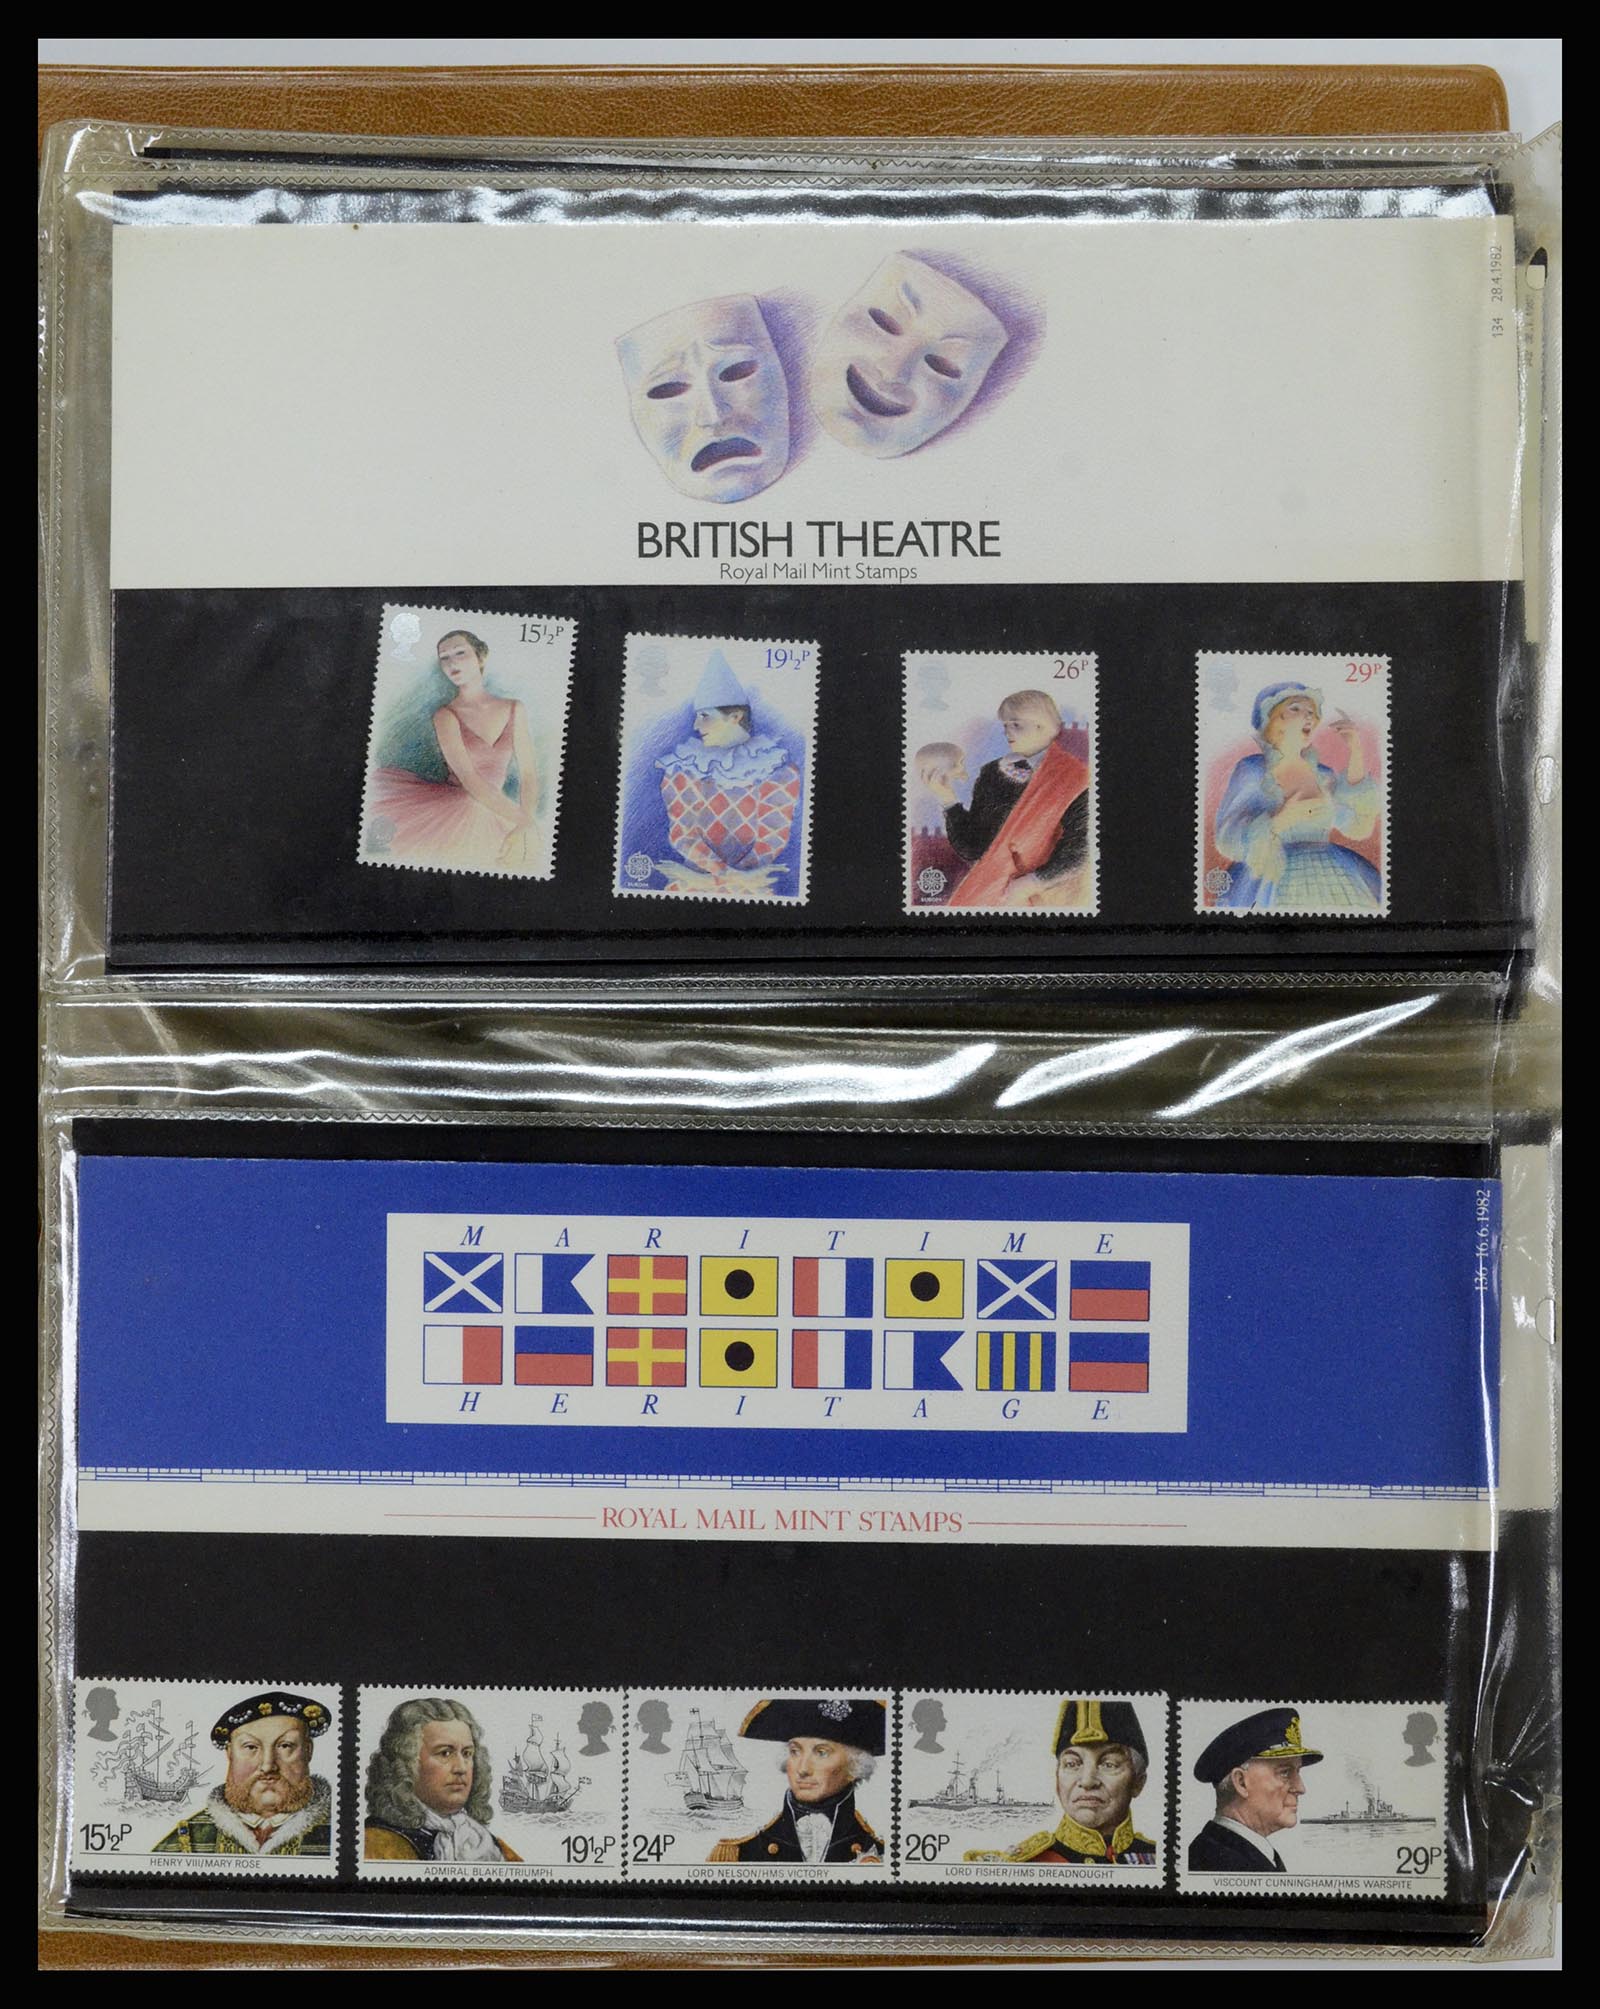 134 28.4.1982
BRITISH THEATRE
Royal Mail Mint Stamps
15½P
19½P
26P
29P
EUROPA
EUROPA
EUROPA
136 16.6.1982
M A R I T I M E
H E R I T A G E
ROYAL MAIL MINT STAMPS
15½P
HENRY VIII/MARY ROSE
19½P
ADMIRAL BLAKE/TRIUMPH
24P
LORD NELSON/HMS VICTORY
26P
LORD FISHER/HMS DREADNOUGHT
29P
VISCOUNT CUNNINGHAM/HMS WARSPITE